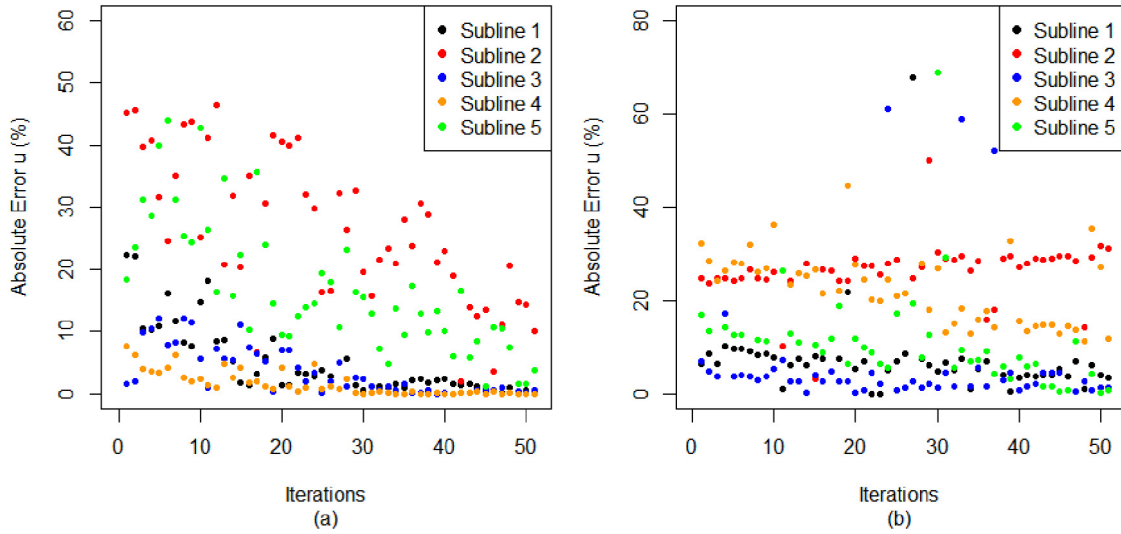 60
50
40
30
20
10
0
Absolute Error u (%)
Subline 1
Subline 2
Subline 3
Subline 4
Subline 5
0 10 20 30 40 50
Iterations
(a)
80
60
40
20
0
Absolute Error u (%)
Subline 1
Subline 2
Subline 3
Subline 4
Subline 5
0 10 20 30 40 50
Iterations
(b)